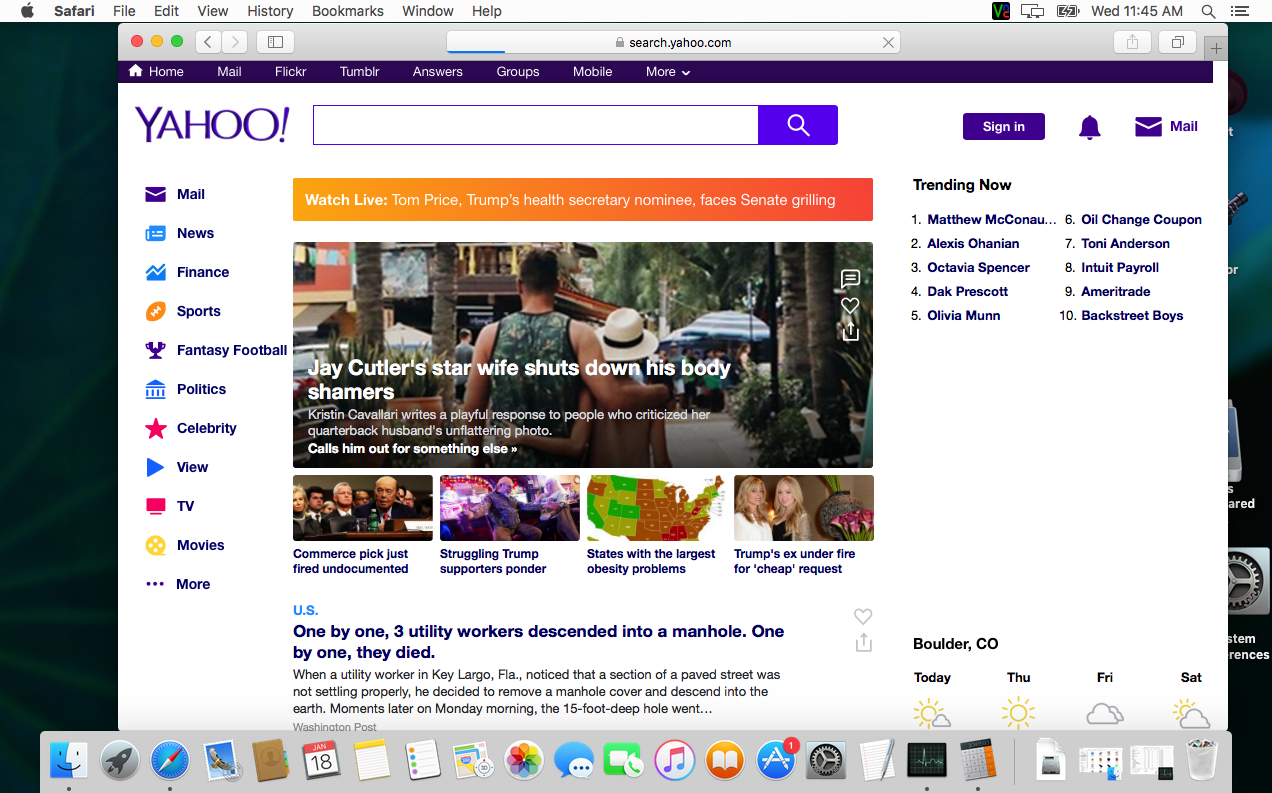 Safari File Edit View History Bookmarks Window Help Wed 11:45 AM
search.yahoo.com
Home Mail Flickr Tumblr Answers Groups Mobile More
YAHOO!
Sign in
Mail
Mail
News
Finance
Sports
Fantasy Football
Politics
Celebrity
View
TV
Movies
More
Watch Live: Tom Price, Trump's health secretary nominee, faces Senate grilling
Jay Cutler's star wife shuts down his body
shamers
Kristin Cavallari writes a playful response to people who criticized her
quarterback husband's unflattering photo.
Calls him out for something else »
Commerce pick just
fired undocumented
Struggling Trump
supporters ponder
States with the largest
obesity problems
Trump's ex under fire
for 'cheap' request
U.S.
One by one, 3 utility workers descended into a manhole. One
by one, they died.
When a utility worker in Key Largo, Fla., noticed that a section of a paved street was
not settling properly, he decided to remove a manhole cover and descend into the
earth. Moments later on Monday morning, the 15-foot-deep hole went…
Washington Post
Trending Now
1. Matthew McConau...
2. Alexis Ohanian
3. Octavia Spencer
4. Dak Prescott
5. Olivia Munn
6. Oil Change Coupon
7. Toni Anderson
8. Intuit Payroll
9. Ameritrade
10. Backstreet Boys
Boulder, CO
Today Thu Fri Sat
t
or
s
ared
stem
erences
JAN
18
1